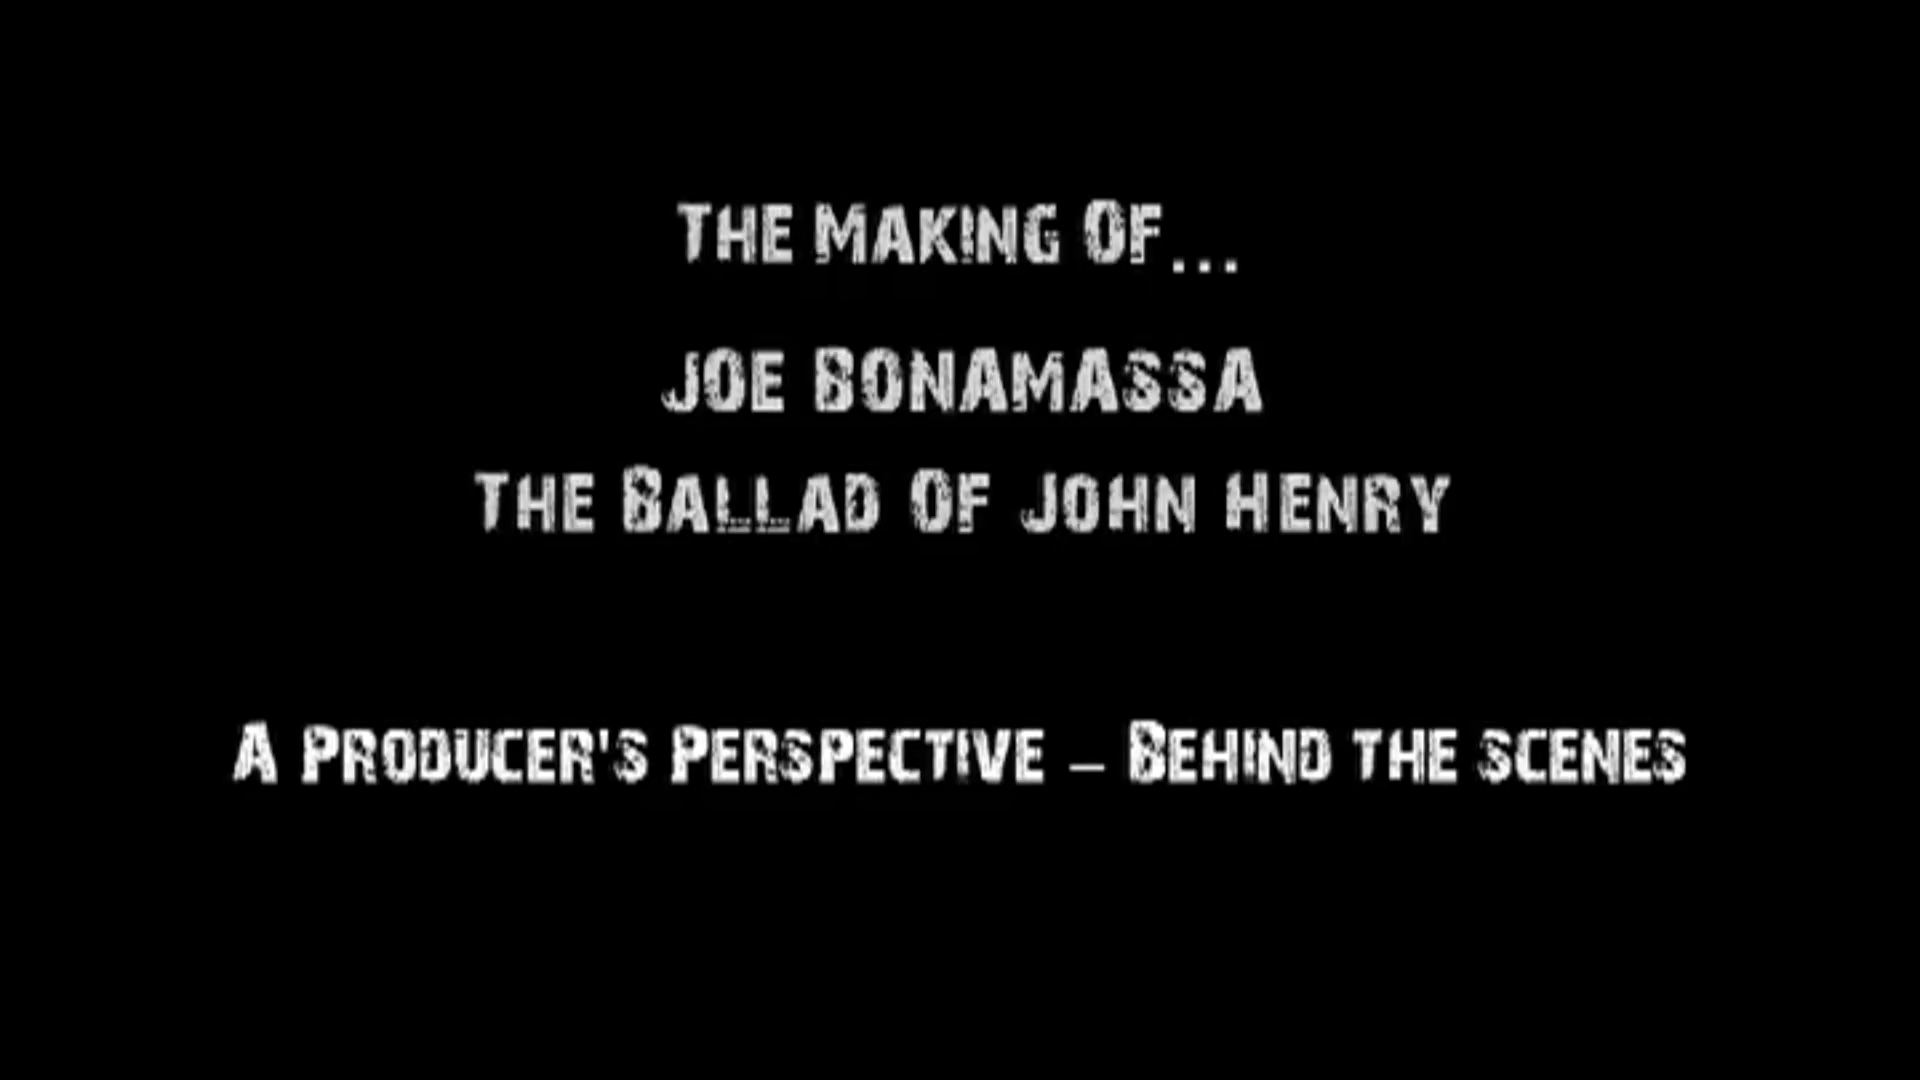 The Making Of...
Joe Bonamassa
The Ballad Of John Henry
A Producer's Perspective – Behind the scenes